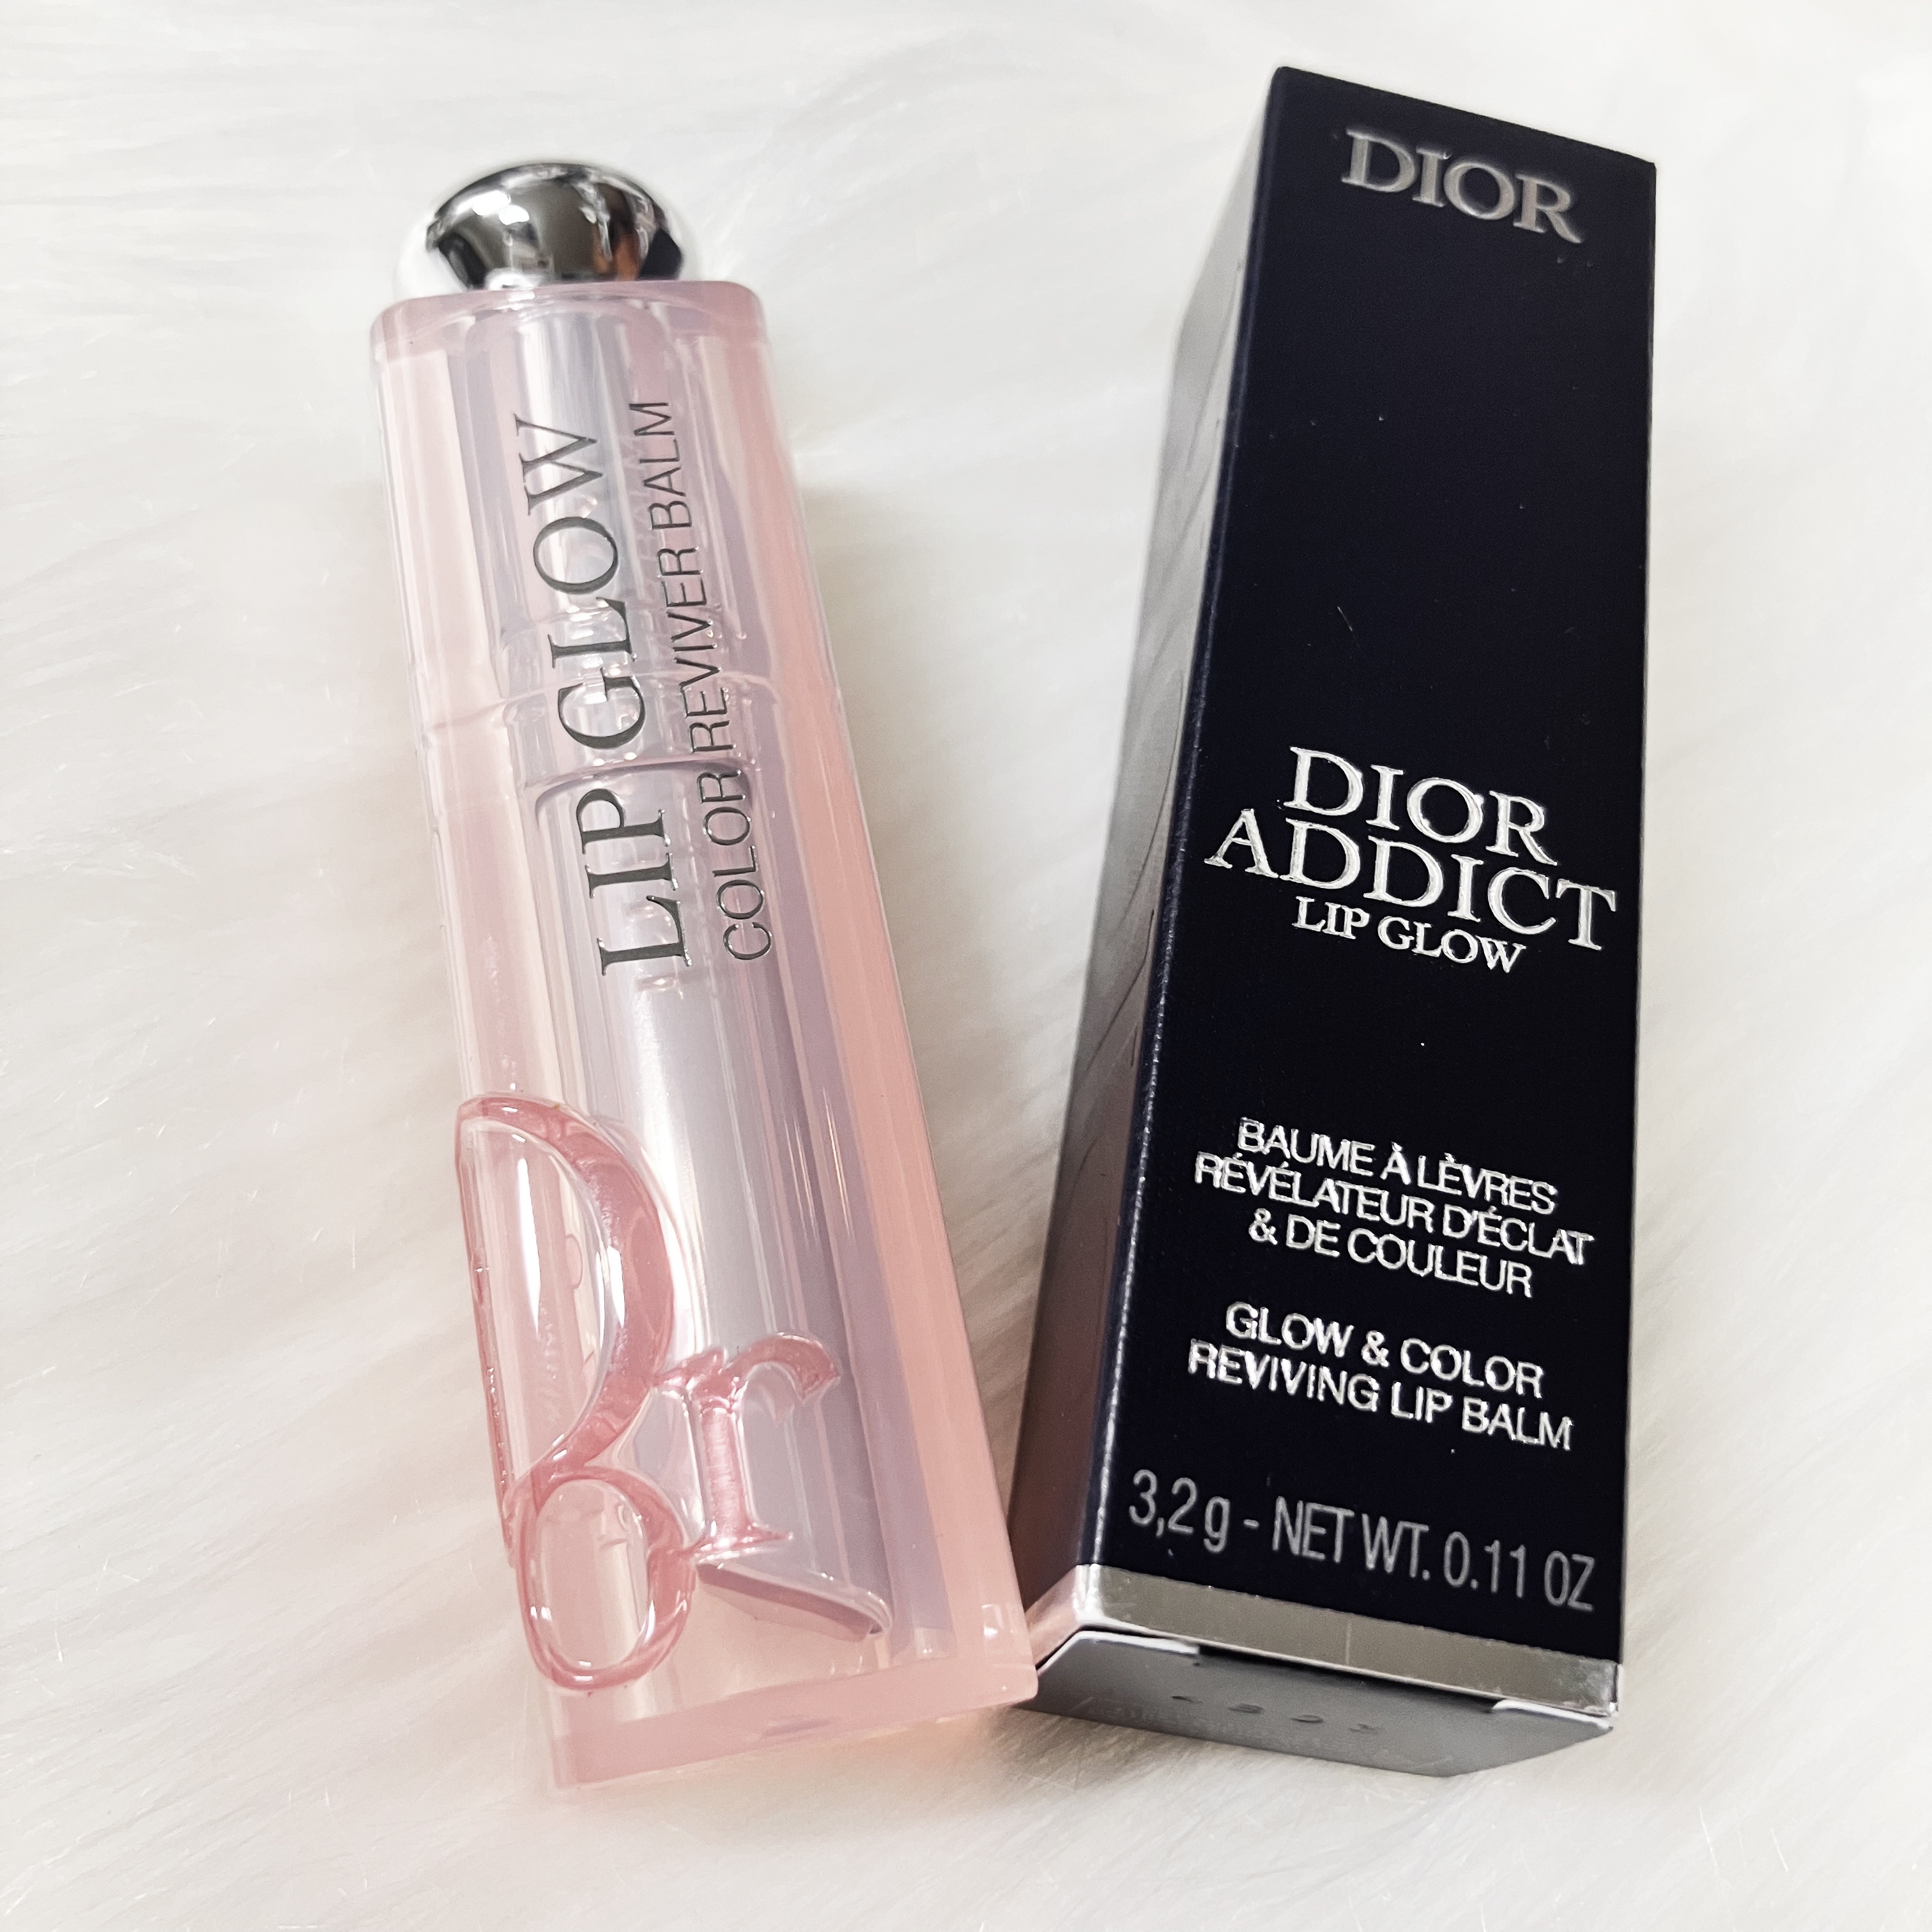 LIP GLOW
COLOR REVIVER BALM
Dior
DIOR
DIOR
ADDICT
LIP GLOW
BAUME À LÈVRES
RÉVÉLATEUR D'ÉCLAT
& DE COULEUR
GLOW & COLOR
REVIVING LIP BALM
3,2 g - NET WT. 0.11 OZ